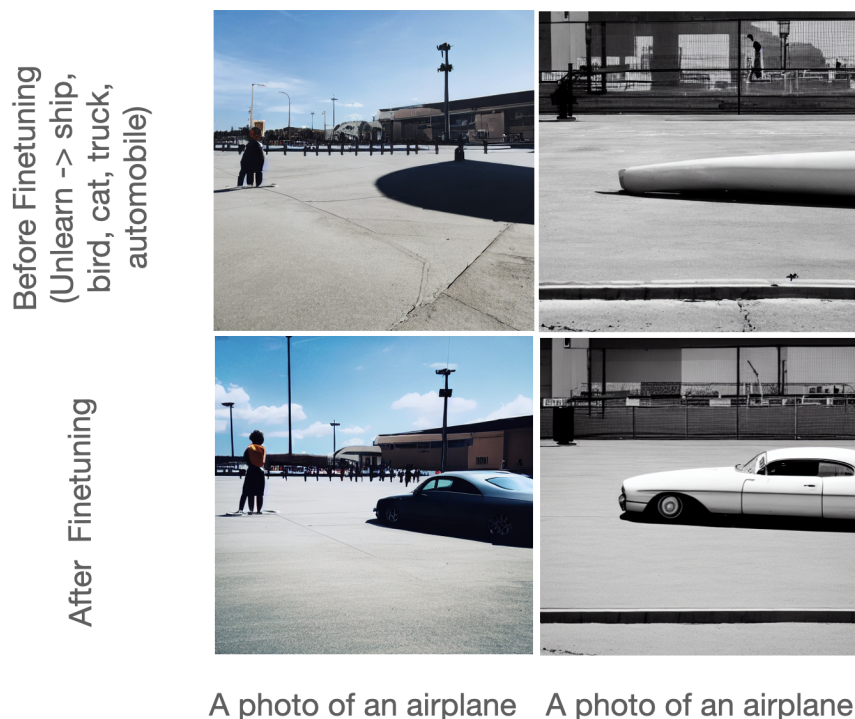 Before Finetuning
(Unlearn -> ship,
bird, cat, truck,
automobile)
After Finetuning
A photo of an airplane
A photo of an airplane